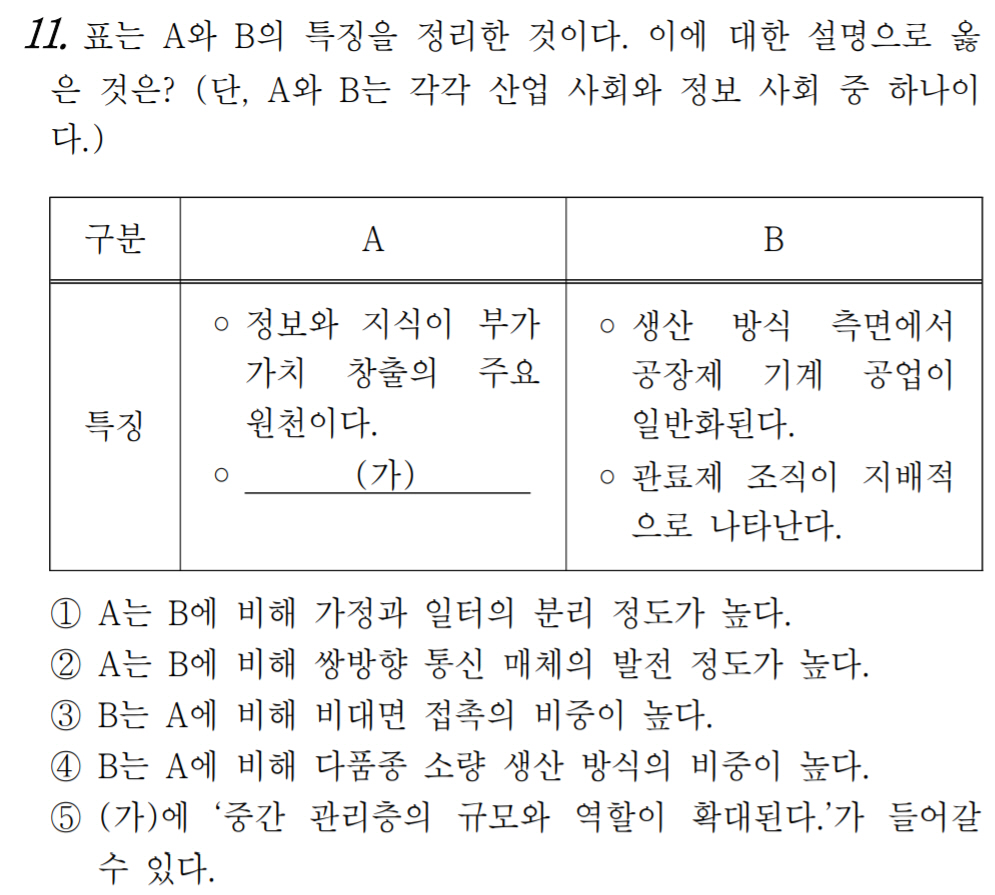 11. 표는 A와 B의 특징을 정리한 것이다. 이에 대한 설명으로 옳
은 것은? (단, A와 B는 각각 산업 사회와 정보 사회 중 하나이
다.)
구분 A B
특징
○ 정보와 지식이 부가
가치 창출의 주요
원천이다.
○ (가)
○ 생산 방식 측면에서
공장제 기계 공업이
일반화된다.
○ 관료제 조직이 지배적
으로 나타난다.
① A는 B에 비해 가정과 일터의 분리 정도가 높다.
② A는 B에 비해 쌍방향 통신 매체의 발전 정도가 높다.
③ B는 A에 비해 비대면 접촉의 비중이 높다.
④ B는 A에 비해 다품종 소량 생산 방식의 비중이 높다.
⑤ (가)에 ‘중간 관리층의 규모와 역할이 확대된다.’가 들어갈
수 있다.